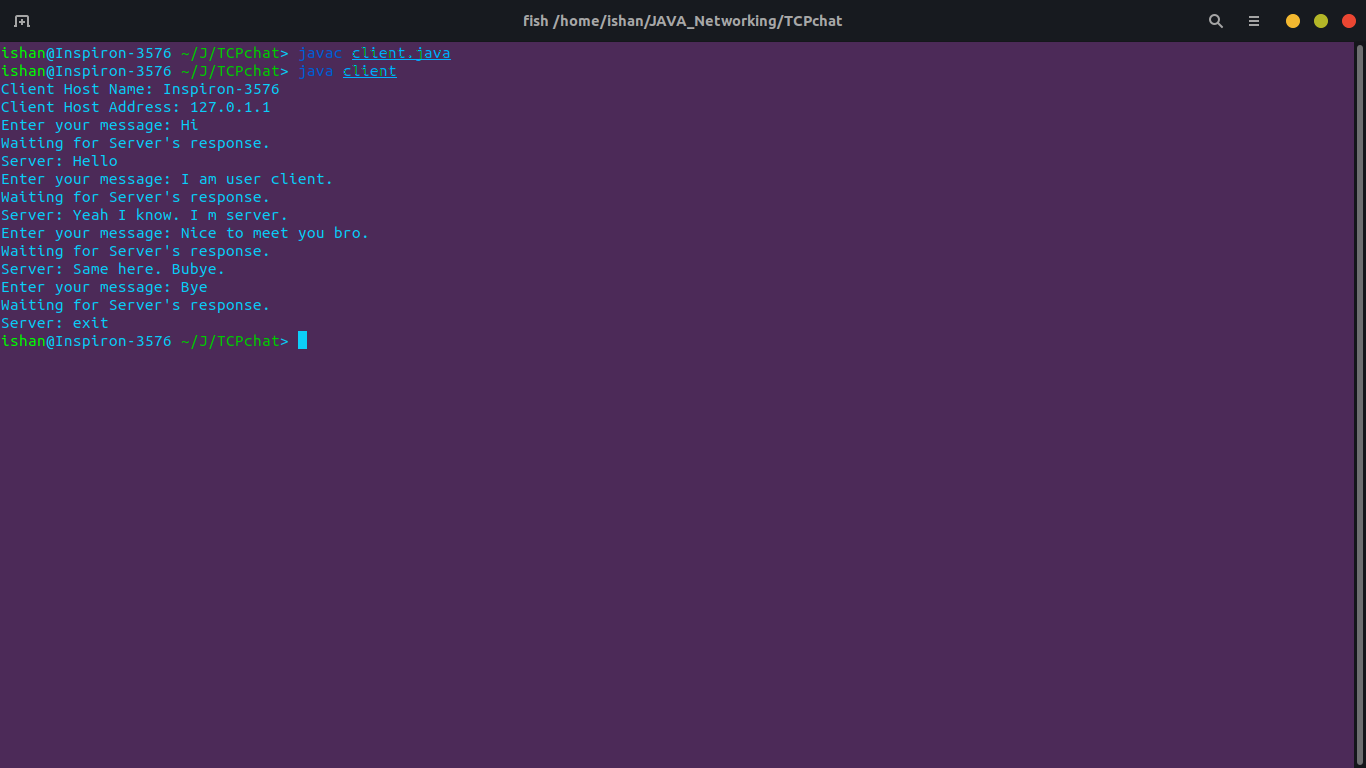 fish /home/ishan/JAVA_Networking/TCPchat
ishan@Inspiron-3576 ~/J/TCPchat> javac client.java
ishan@Inspiron-3576 ~/J/TCPchat> java client
Client Host Name: Inspiron-3576
Client Host Address: 127.0.1.1
Enter your message: Hi
Waiting for Server's response.
Server: Hello
Enter your message: I am user client.
Waiting for Server's response.
Server: Yeah I know. I m server.
Enter your message: Nice to meet you bro.
Waiting for Server's response.
Server: Same here. Bubye.
Enter your message: Bye
Waiting for Server's response.
Server: exit
ishan@Inspiron-3576 ~/J/TCPchat>